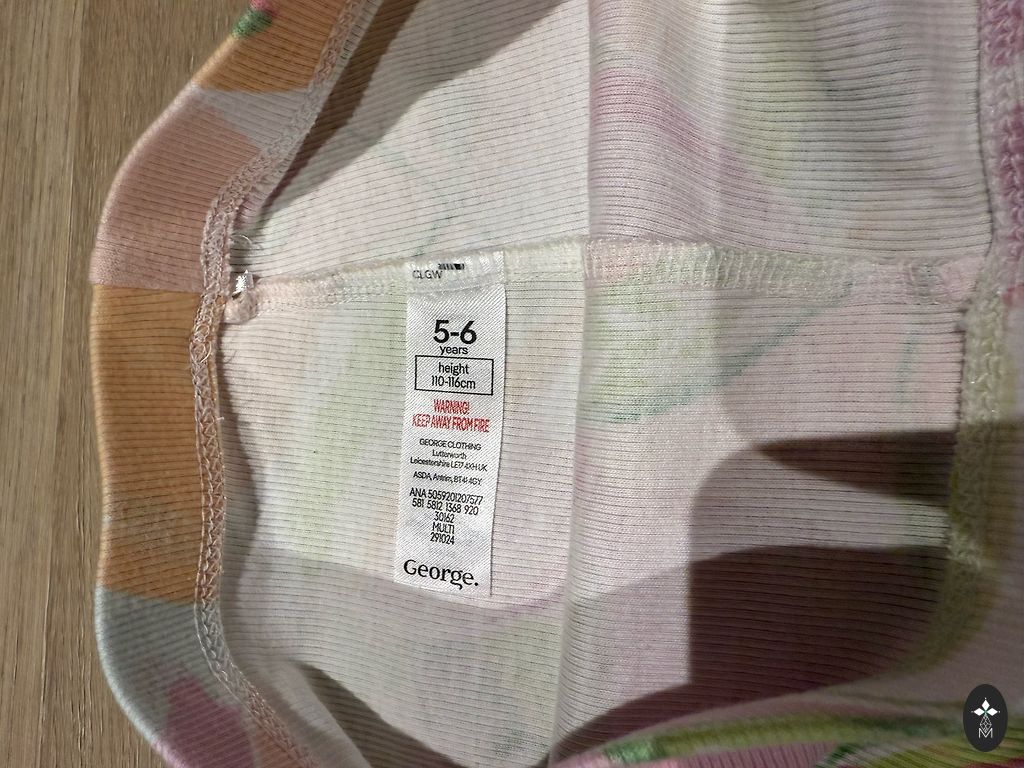 CLGW
5-6
years
height
110-116cm
WARNING!
KEEP AWAY FROM FIRE
GEORGE CLOTHING
Lutterworth
Leicestershire LE17 4XH UK
ASDA, Antrim, BT41 4GY
ANA 5059201207577
581 5812 1368 920
30162
MULTI
291024
George.
M